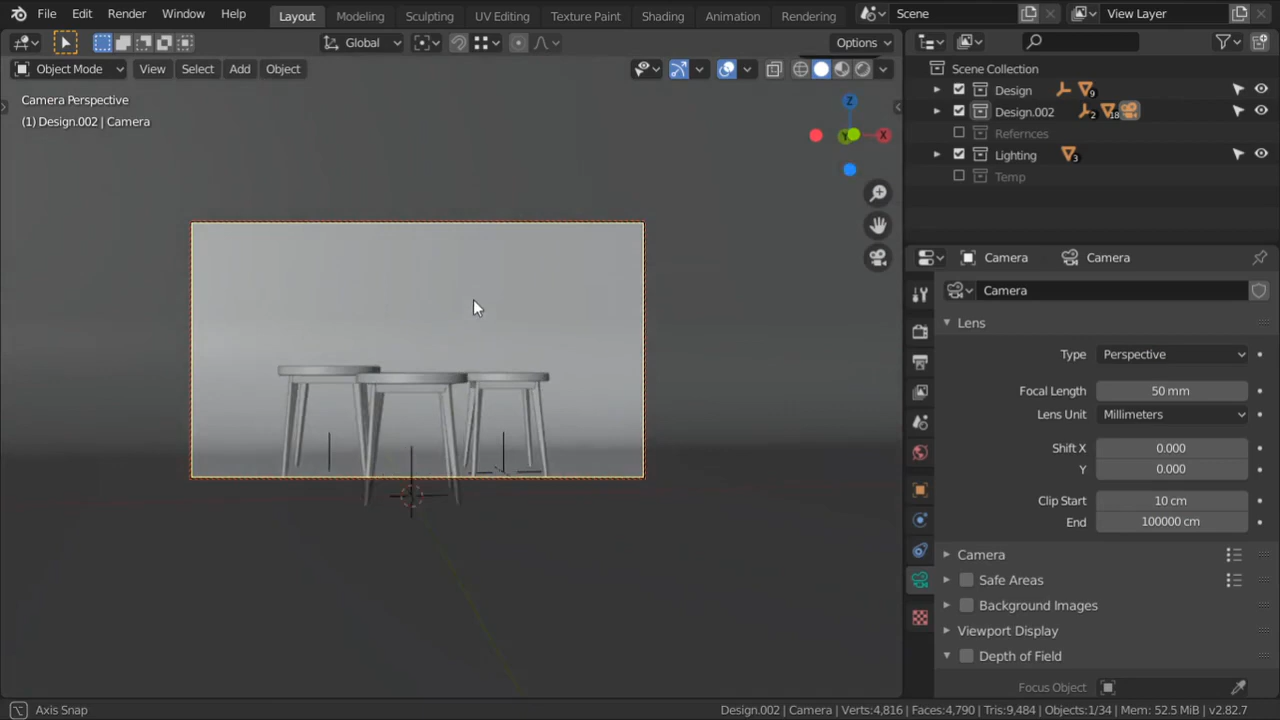 File Edit Render Window Help Layout Modeling Sculpting UV Editing Texture Paint Shading Animation Rendering Scene View Layer
Global Options
Object Mode View Select Add Object
Camera Perspective
(1) Design.002 | Camera
Z
X
Y
Scene Collection
Design 9
Design.002 2 18
Refernces
Lighting 3
Temp
Camera Camera
Camera
Lens
Type Perspective
Focal Length 50 mm
Lens Unit Millimeters
Shift X 0.000
Y 0.000
Clip Start 10 cm
End 100000 cm
Camera
Safe Areas
Background Images
Viewport Display
Depth of Field
Focus Object
Axis Snap Design.002 | Camera | Verts:4,816 | Faces:4,790 | Tris:9,484 | Objects:1/34 | Mem: 52.5 MiB | v2.82.7